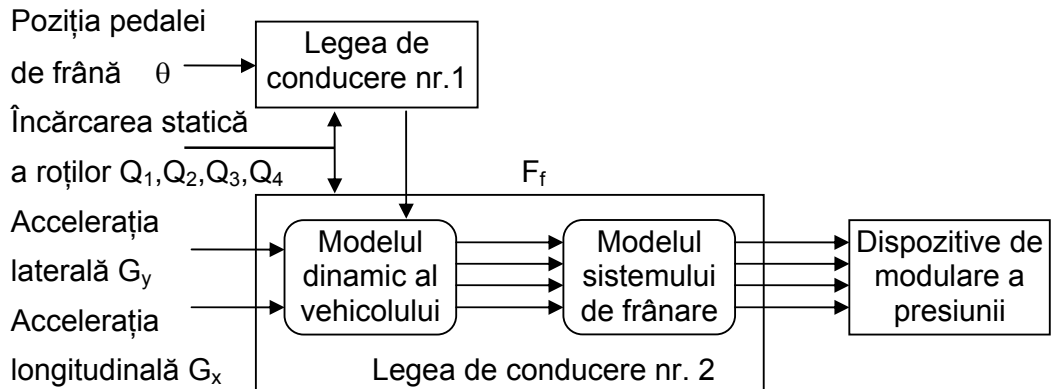 Poziția pedalei
de frână θ
Încărcarea statică
a roților Q₁,Q₂,Q₃,Q₄
Accelerația
laterală Gy
Accelerația
longitudinală Gₓ
Legea de
conducere nr.1
Ff
Modelul
dinamic al
vehicolului
Modelul
sistemului
de frânare
Dispozitive de
modulare a
presiunii
Legea de conducere nr. 2